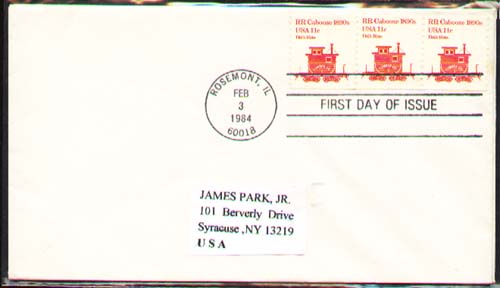 RR Caboose 1890s RR Caboose 1890s RR Caboose 1890s
USA 11c USA 11c USA 11c
ROSEMONT, IL
FEB
3
1984
60018
FIRST DAY OF ISSUE
JAMES PARK, JR.
101 Berverly Drive
Syracuse ,NY 13219
U S A